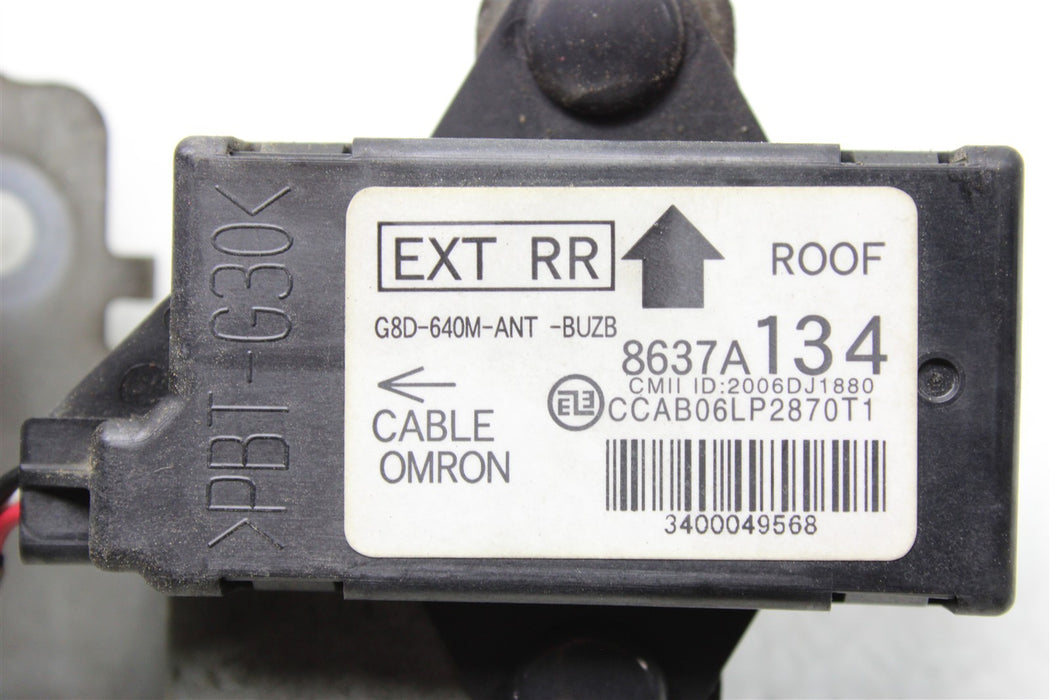 >PBT-G30<
EXT RR
ROOF
G8D-640M-ANT -BUZB
8637A134
CMII ID:2006DJ1880
CCAB06LP2870T1
CABLE
OMRON
3400049568